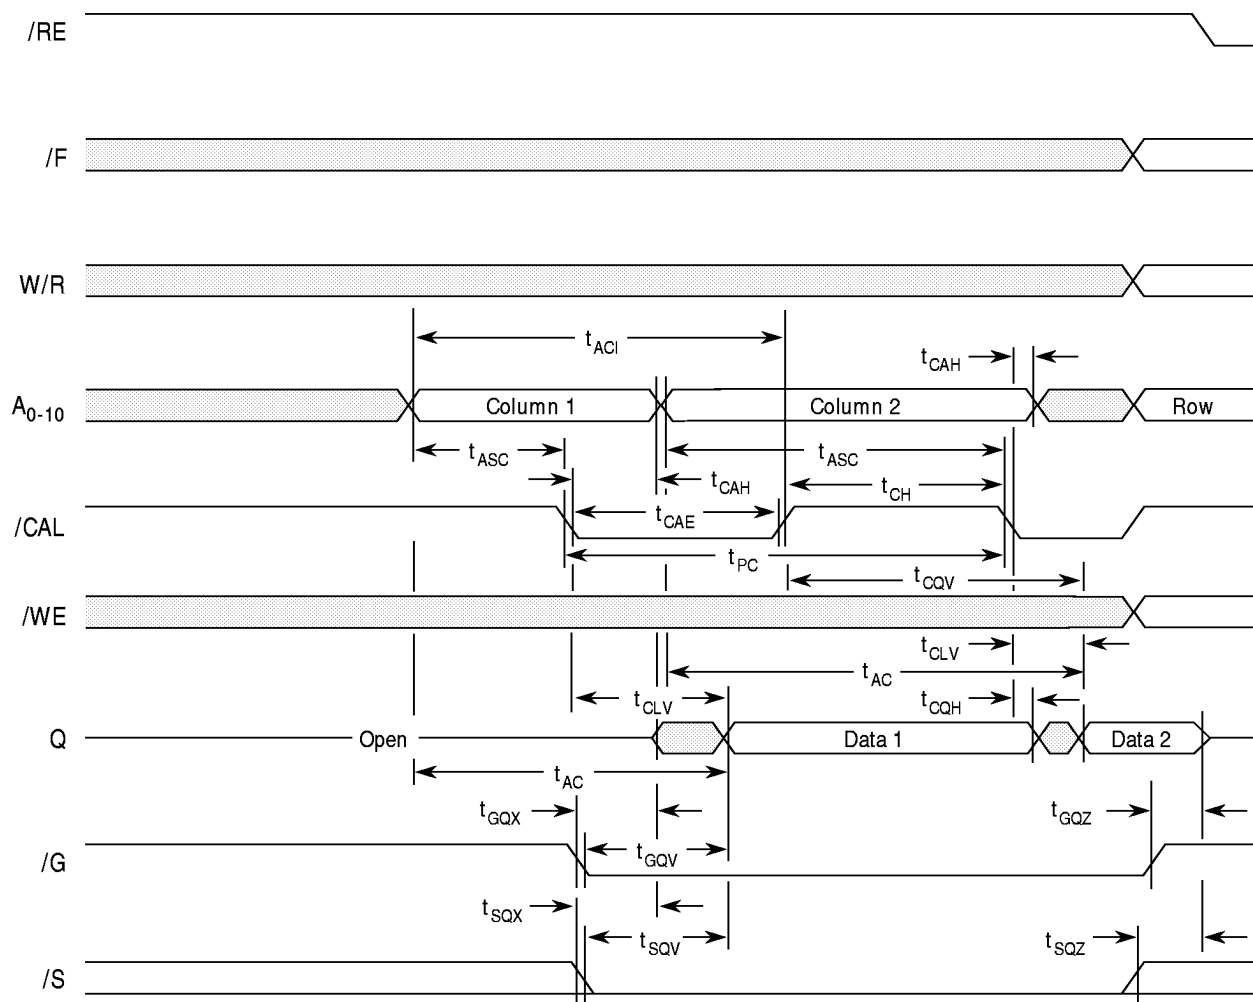 /RE
/F
W/R
tACI
tCAH
A0-10
Column 1
Column 2
Row
tASC
tASC
tCAH
tCH
/CAL
tCAE
tPC
tCQV
/WE
tCLV
tAC
tCLV
tCQH
Q
Open
Data 1
Data 2
tAC
tGQX
tGQZ
/G
tGQV
tSQX
tSQV
tSQZ
/S